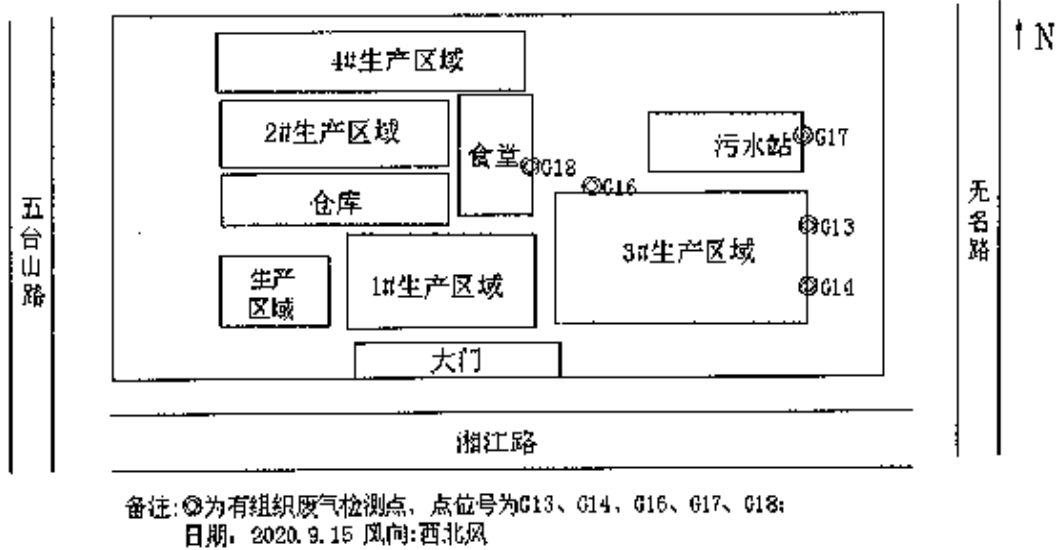 ↑N
4#生产区域
2#生产区域
食堂
污水站
G17
G18
G16
仓库
五台山路
无名路
G13
3#生产区域
G14
生产
区域
1#生产区域
大门
湘江路
备注:◎为有组织废气检测点，点位号为G13、G14、G16、G17、G18;
日期: 2020.9.15 风向:西北风